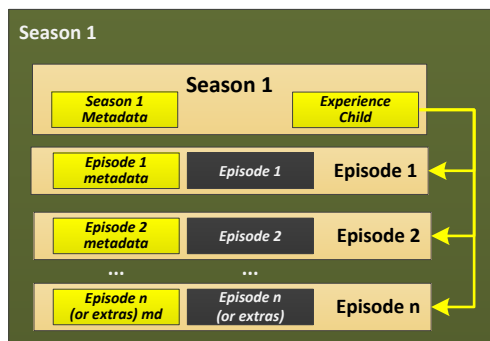 Season 1
Season 1
Season 1
Metadata
Experience
Child
Episode 1
metadata
Episode 1
Episode 1
Episode 2
metadata
Episode 2
Episode 2
... ...
Episode n
(or extras) md
Episode n
(or extras)
Episode n